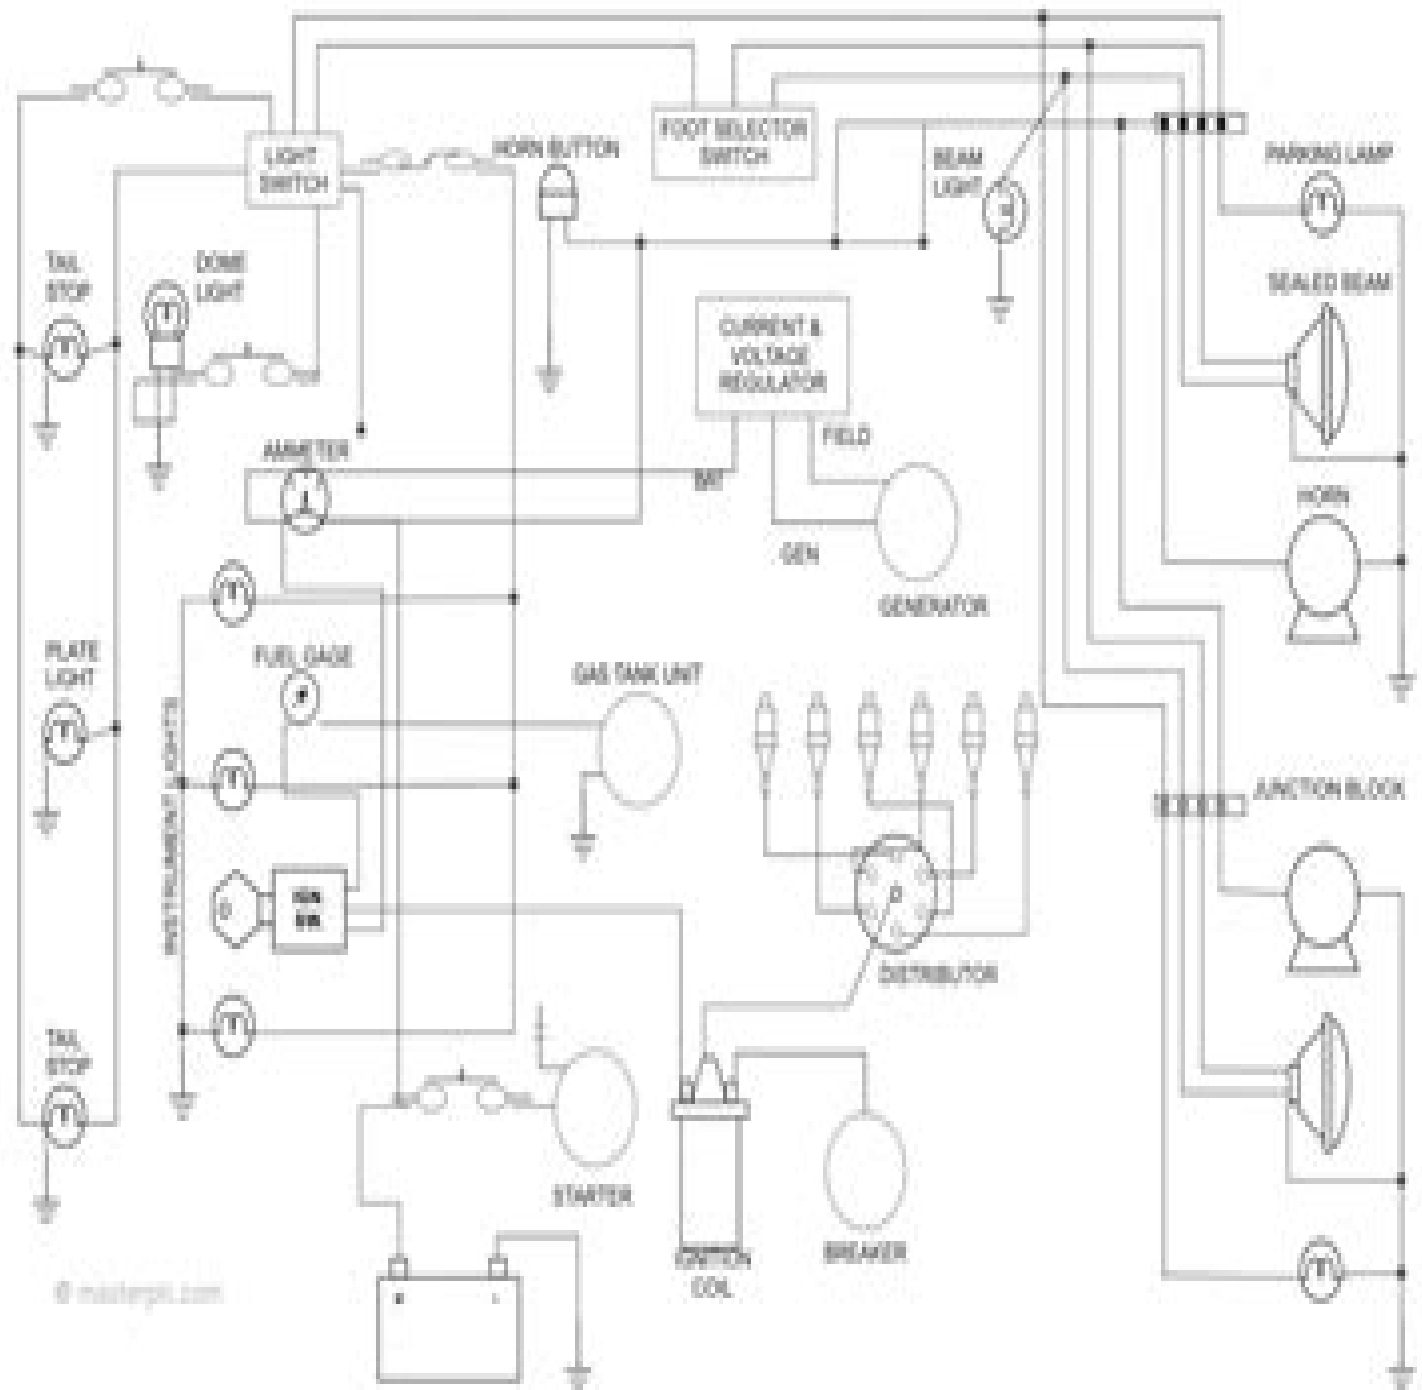 LIGHT
SWITCH
HORN BUTTON
FOOT SELECTOR
SWITCH
BEAM
LIGHT
PARKING LAMP
TAIL
STOP
DOME
LIGHT
SEALED BEAM
CURRENT &
VOLTAGE
REGULATOR
FIELD
AMMETER
BAT
HORN
GEN
GENERATOR
PLATE
LIGHT
FUEL GAGE
GAS TANK UNIT
INSTRUMENT LIGHTS
JUNCTION BLOCK
IGN
SW.
DISTRIBUTOR
TAIL
STOP
STARTER
IGNITION
COIL
BREAKER